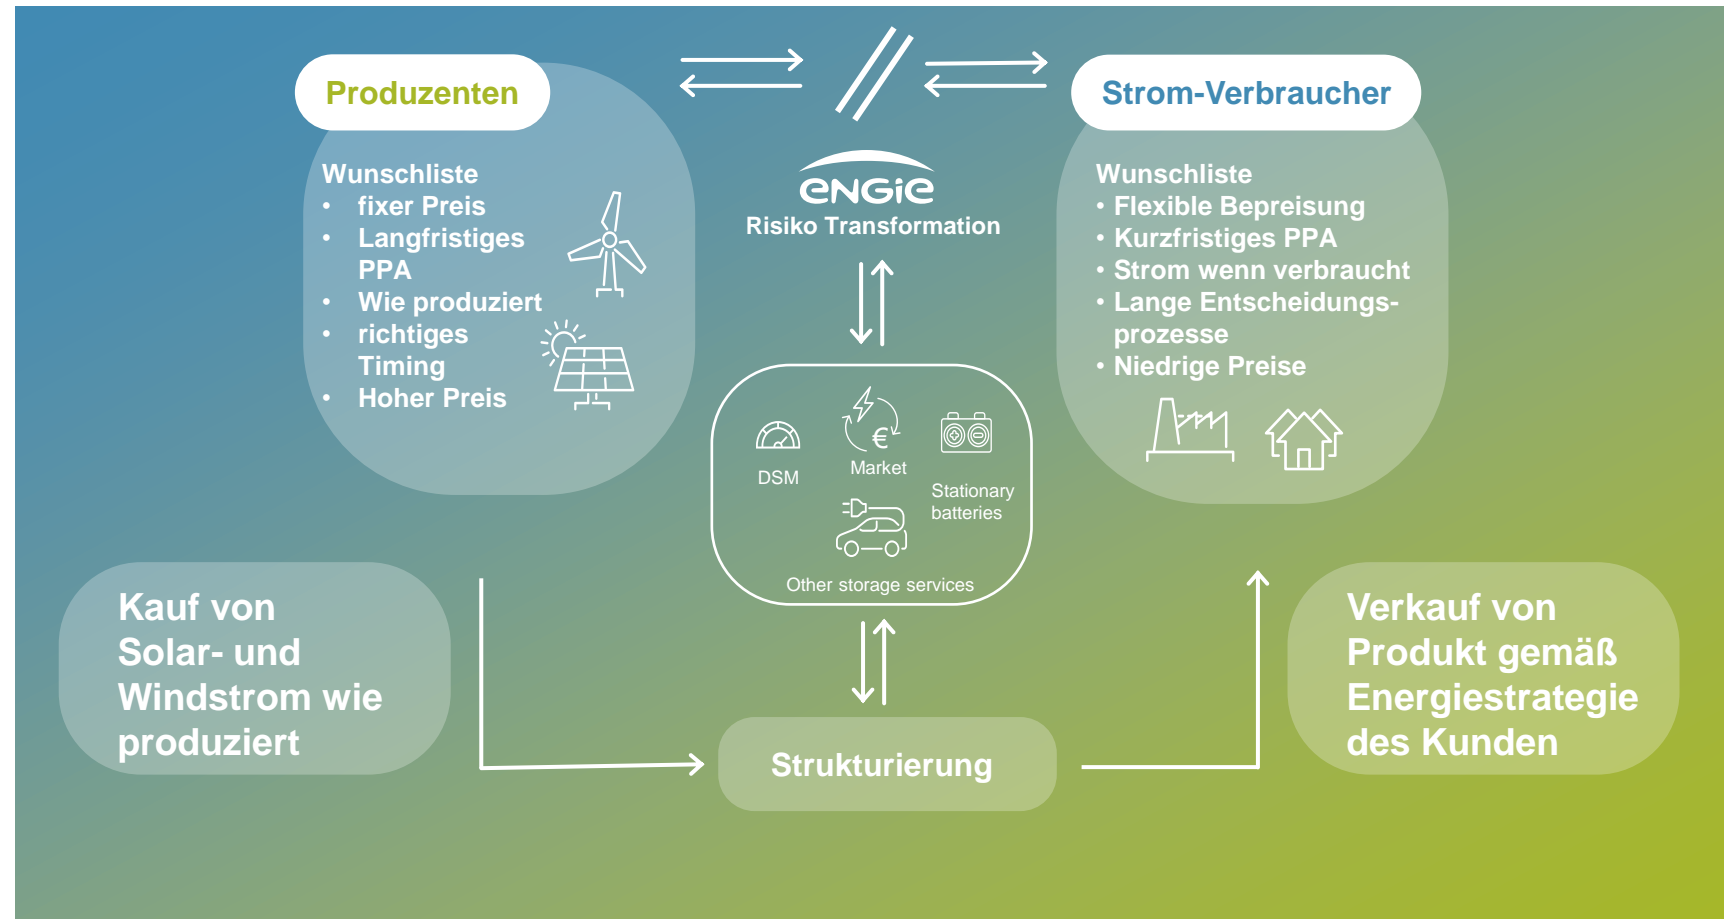 Produzenten
Wunschliste
• fixer Preis
• Langfristiges
PPA
• Wie produziert
• richtiges
Timing
• Hoher Preis
ENGIE
Risiko Transformation
Strom-Verbraucher
Wunschliste
• Flexible Bepreisung
• Kurzfristiges PPA
• Strom wenn verbraucht
• Lange Entscheidungs-
prozesse
• Niedrige Preise
DSM
€
Market
Stationary
batteries
Other storage services
Kauf von
Solar- und
Windstrom wie
produziert
Strukturierung
Verkauf von
Produkt gemäß
Energiestrategie
des Kunden